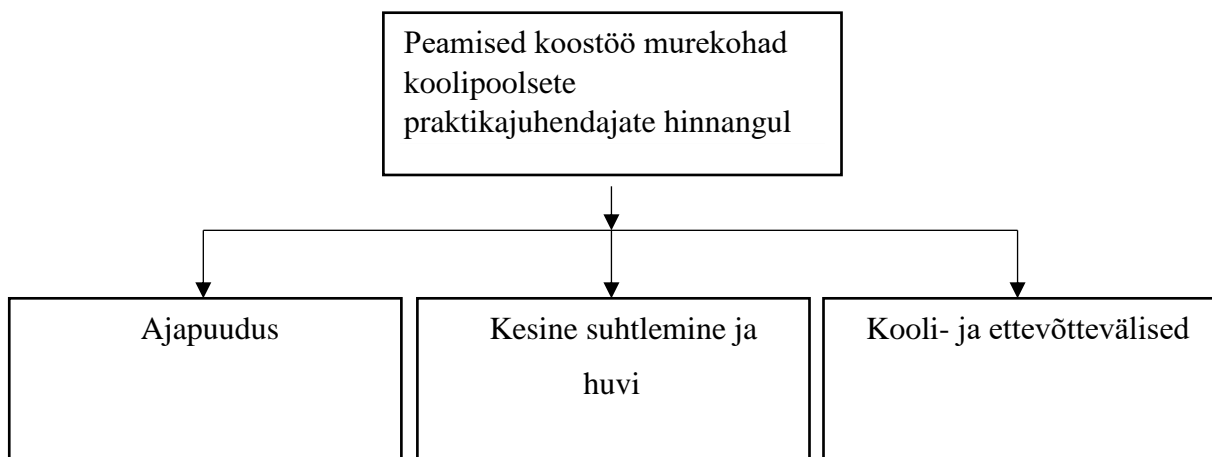 Peamised koostöö murekohad
koolipoolsete
praktikajuhendajate hinnangul
Ajapuudus
Kesine suhtlemine ja
huvi
Kooli- ja ettevõttevälised